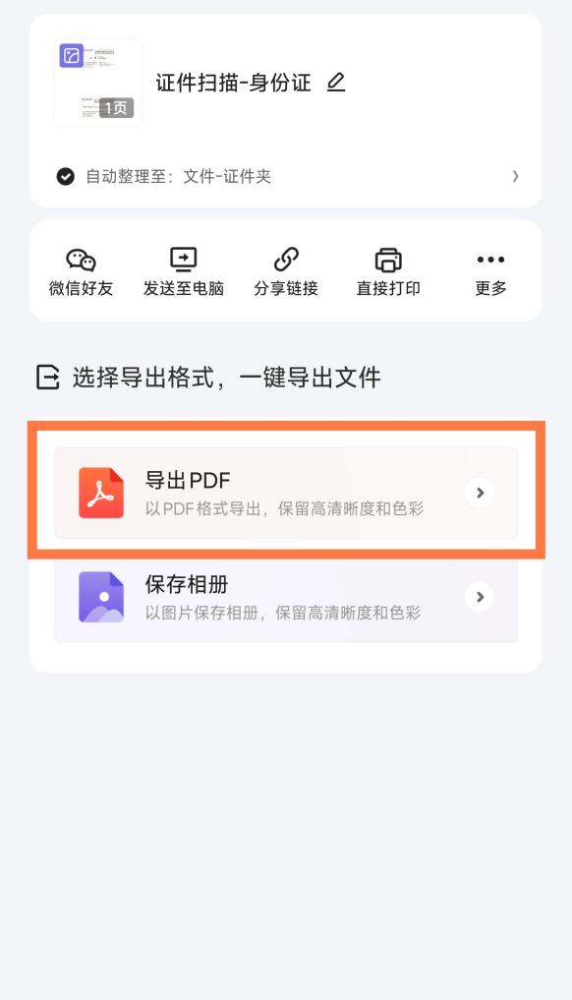 1页
证件扫描-身份证
自动整理至：文件-证件夹
微信好友
发送至电脑
分享链接
直接打印
更多
选择导出格式，一键导出文件
导出PDF
以PDF格式导出，保留高清晰度和色彩
保存相册
以图片保存相册，保留高清晰度和色彩